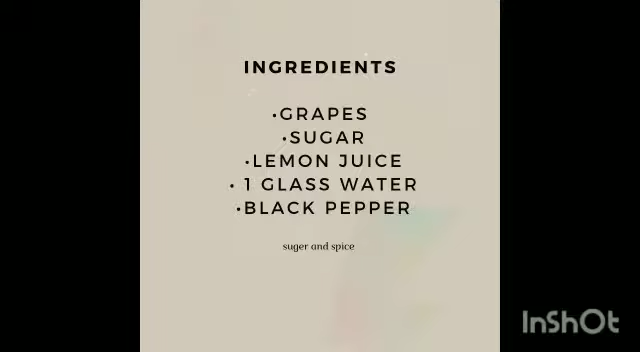 INGREDIENTS
•GRAPES
•SUGAR
•LEMON JUICE
• 1 GLASS WATER
•BLACK PEPPER
suger and spice
InShOt